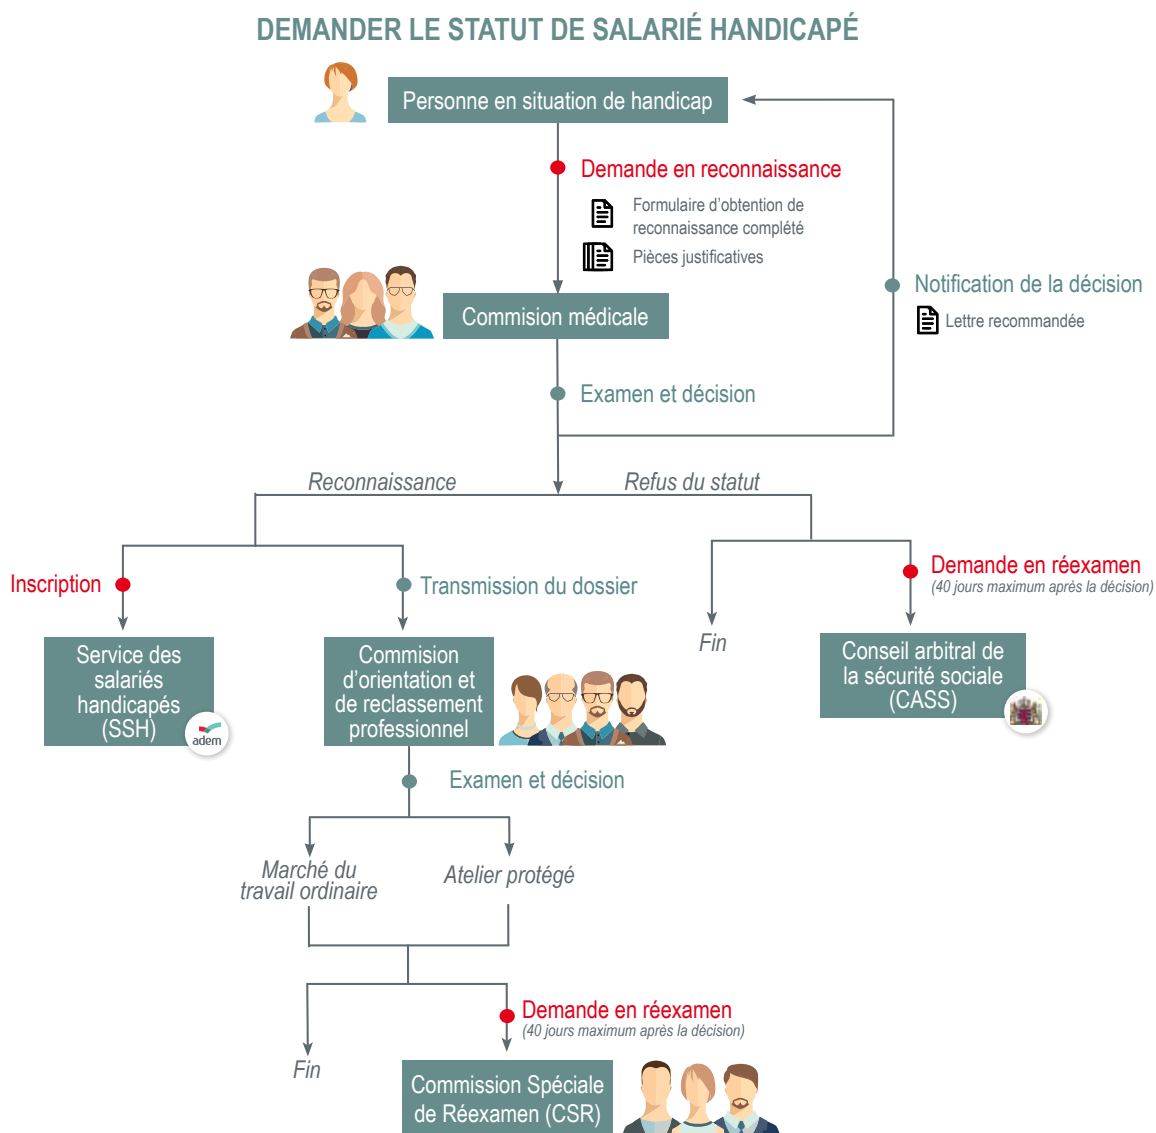 DEMANDER LE STATUT DE SALARIÉ HANDICAPÉ
Personne en situation de handicap
Demande en reconnaissance
Formulaire d'obtention de
reconnaissance complété
Pièces justificatives
Notification de la décision
Lettre recommandée
Commision médicale
Examen et décision
Reconnaissance
Refus du statut
Inscription
Transmission du dossier
Demande en réexamen
(40 jours maximum après la décision)
Service des
salariés
handicapés
(SSH)
adem
Commision
d'orientation et
de reclassement
professionnel
Fin
Conseil arbitral de
la sécurité sociale
(CASS)
Examen et décision
Marché du
travail ordinaire
Atelier protégé
Demande en réexamen
(40 jours maximum après la décision)
Fin
Commission Spéciale
de Réexamen (CSR)